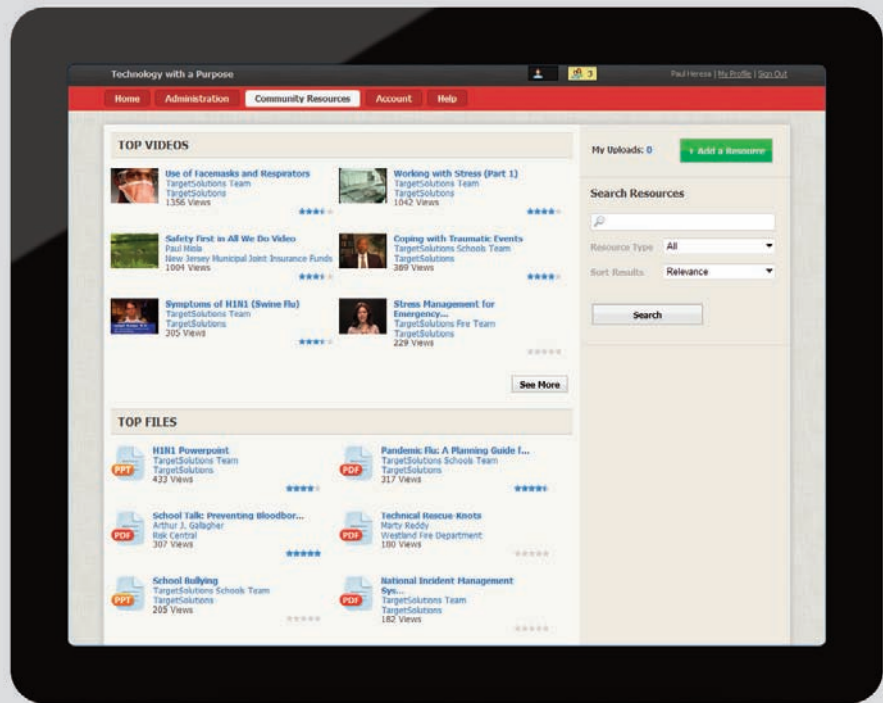 Technology with a Purpose
3
Paul Heresa | My Profile | Sign Out
Home Administration Community Resources Account Help
TOP VIDEOS
Use of Facemasks and Respirators
TargetSolutions Team
TargetSolutions
1356 Views
Working with Stress (Part 1)
TargetSolutions Team
TargetSolutions
1042 Views
Safety First in All We Do Video
Paul Miola
New Jersey Municipal Joint Insurance Funds
1004 Views
Coping with Traumatic Events
TargetSolutions Schools Team
TargetSolutions
389 Views
Symptoms of H1N1 (Swine Flu)
TargetSolutions Team
TargetSolutions
305 Views
Stress Management for
Emergency...
TargetSolutions Fire Team
TargetSolutions
229 Views
See More
TOP FILES
PPT
H1N1 Powerpoint
TargetSolutions Team
TargetSolutions
433 Views
PDF
Pandemic Flu: A Planning Guide f...
TargetSolutions Schools Team
TargetSolutions
317 Views
PDF
School Talk: Preventing Bloodbor...
Arthur J. Gallagher
Risk Central
307 Views
PDF
Technical Rescue Knots
Marty Reddy
Westland Fire Department
180 Views
PPT
School Bullying
TargetSolutions Schools Team
TargetSolutions
205 Views
PDF
National Incident Management
Sys...
TargetSolutions Team
TargetSolutions
182 Views
My Uploads: 0
+ Add a Resource
Search Resources
Resource Type All
Sort Results Relevance
Search